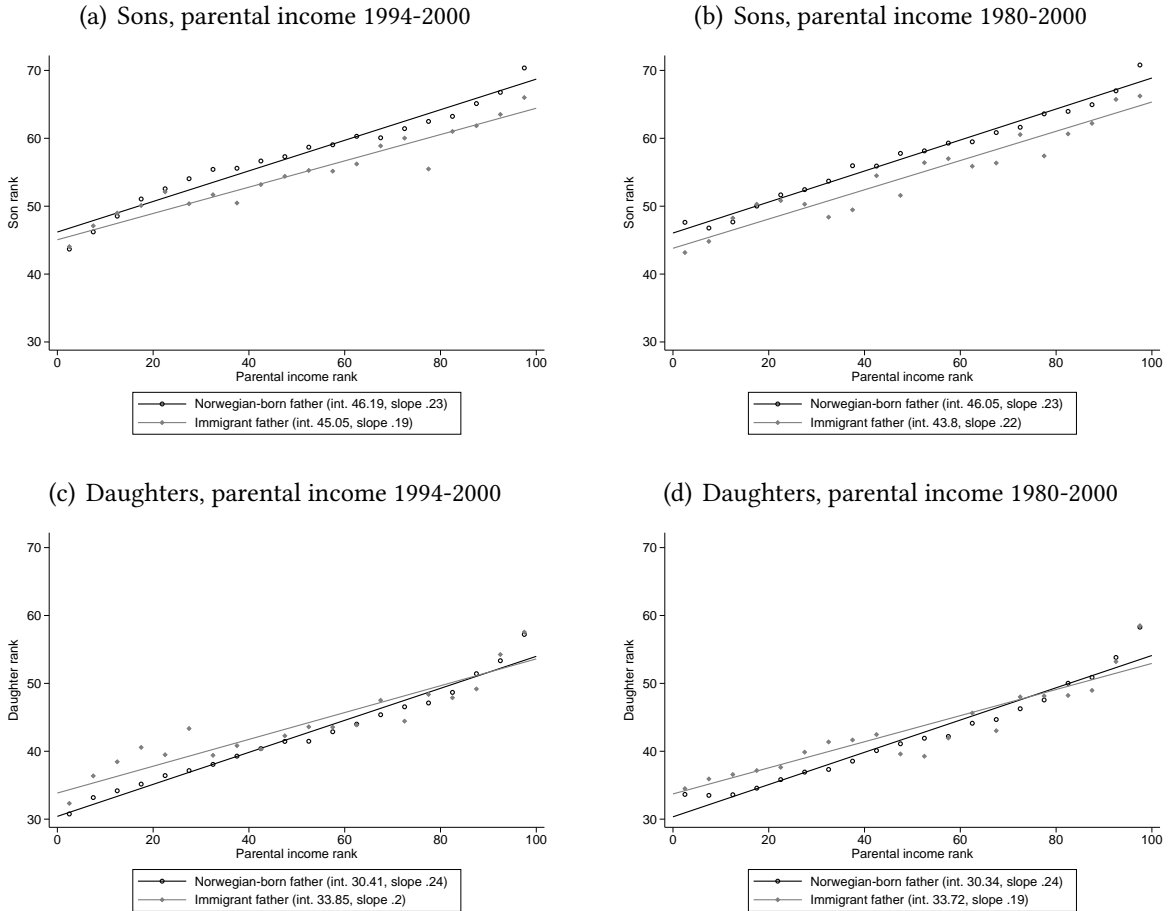 (a) Sons, parental income 1994-2000
70
60
50
40
30
Son rank
0 20 40 60 80 100
Parental income rank
Norwegian-born father (int. 46.19, slope .23)
Immigrant father (int. 45.05, slope .19)
(b) Sons, parental income 1980-2000
70
60
50
40
30
Son rank
0 20 40 60 80 100
Parental income rank
Norwegian-born father (int. 46.05, slope .23)
Immigrant father (int. 43.8, slope .22)
(c) Daughters, parental income 1994-2000
70
60
50
40
30
Daughter rank
0 20 40 60 80 100
Parental income rank
Norwegian-born father (int. 30.41, slope .24)
Immigrant father (int. 33.85, slope .2)
(d) Daughters, parental income 1980-2000
70
60
50
40
30
Daughter rank
0 20 40 60 80 100
Parental income rank
Norwegian-born father (int. 30.34, slope .24)
Immigrant father (int. 33.72, slope .19)